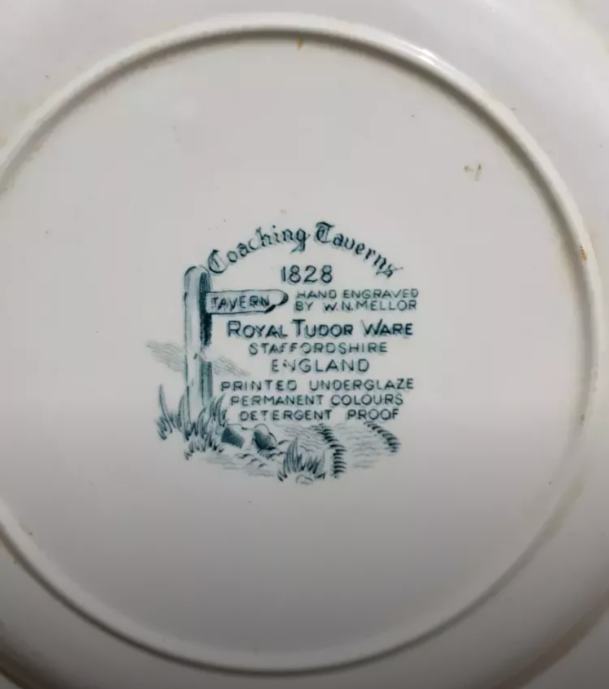 Coaching Taverns
1828
TAVERN
HAND ENGRAVED
BY W.N.MELLOR
ROYAL TUDOR WARE
STAFFORDSHIRE
ENGLAND
PRINTED UNDERGLAZE
PERMANENT COLOURS
DETERGENT PROOF